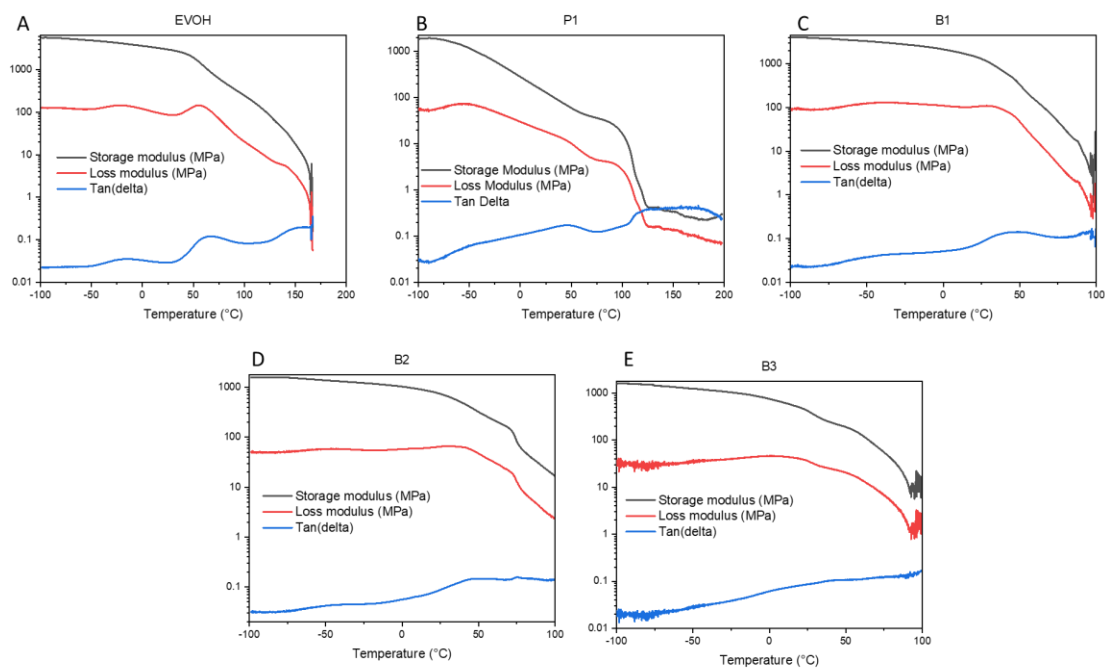 A
EVOH
1000
100
10
1
0.1
0.01
Storage modulus (MPa)
Loss modulus (MPa)
Tan(delta)
-100 -50 0 50 100 150 200
Temperature (°C)
B
P1
1000
100
10
1
0.1
0.01
Storage Modulus (MPa)
Loss Modulus (MPa)
Tan Delta
-100 -50 0 50 100 150 200
Temperature (°C)
C
B1
1000
100
10
1
0.1
0.01
Storage modulus (MPa)
Loss modulus (MPa)
Tan(delta)
-100 -50 0 50 100
Temperature (°C)
D
B2
1000
100
10
1
0.1
Storage modulus (MPa)
Loss modulus (MPa)
Tan(delta)
-100 -50 0 50 100
Temperature (°C)
E
B3
1000
100
10
1
0.1
0.01
Storage modulus (MPa)
Loss modulus (MPa)
Tan(delta)
-100 -50 0 50 100
Temperature (°C)